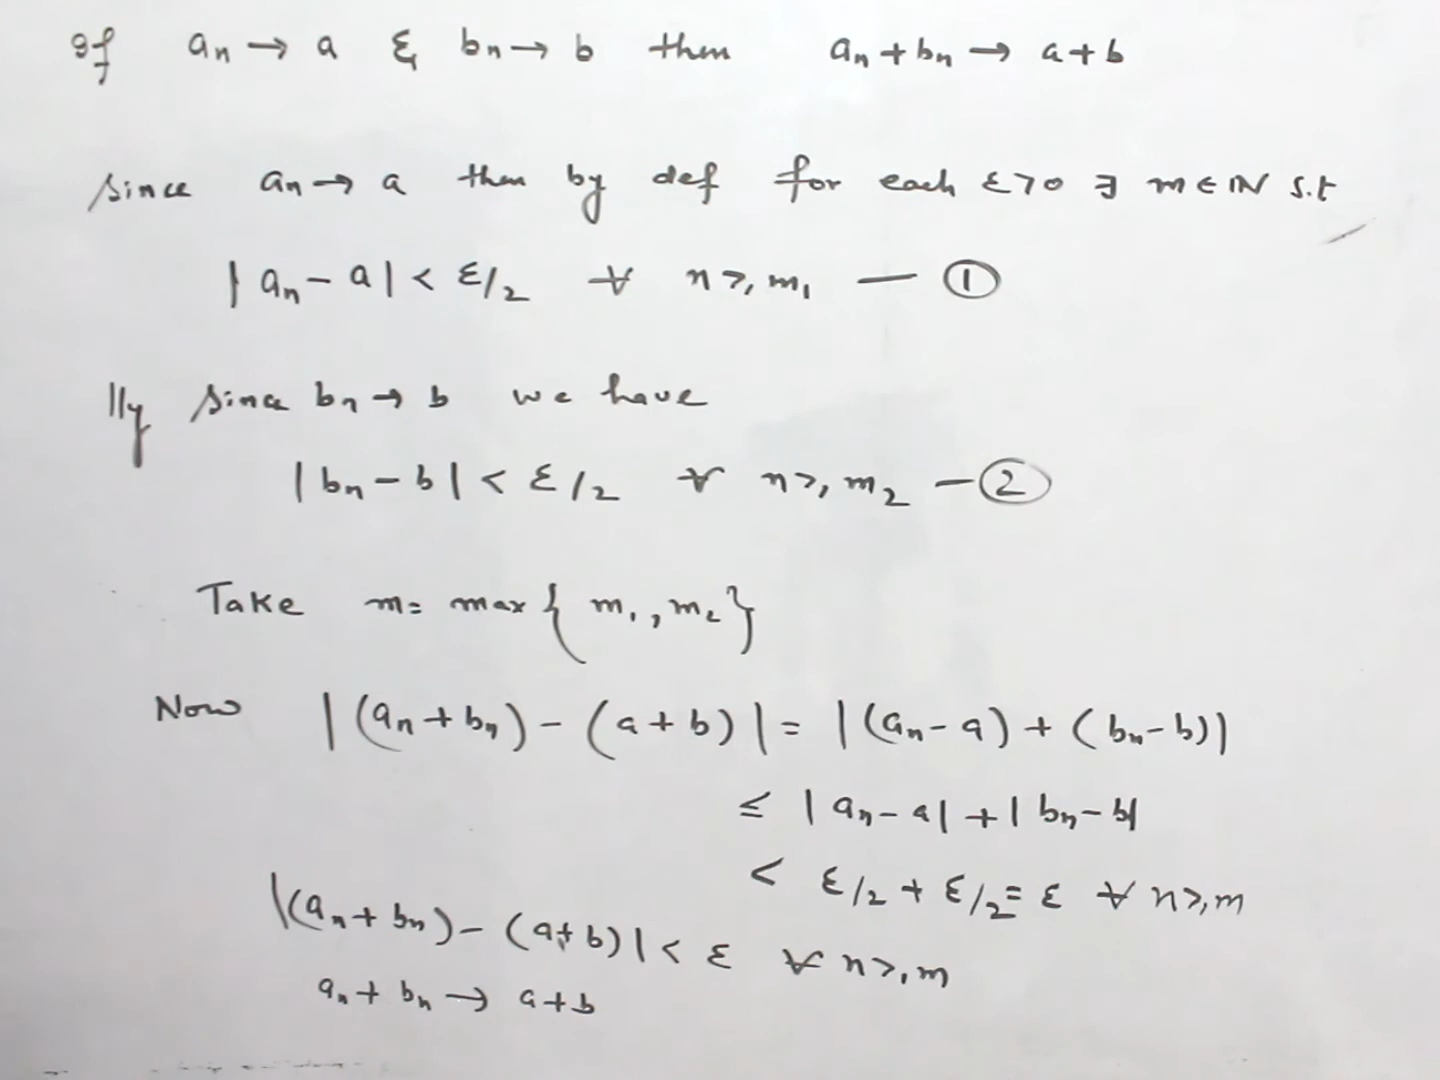 If an → a & bn → b then an + bn → a + b
Since an → a then by def for each ε > 0 ∃ m ∈ ℕ s.t
|an - a| < ε/2 ∀ n ≥ m₁ — ①
llly Since bn → b we have
|bn - b| < ε/2 ∀ n ≥ m₂ — ②
Take m = max{m₁, m₂}
Now |(an + bn) - (a + b)| = |(an - a) + (bn - b)|
≤ |an - a| + |bn - b|
< ε/2 + ε/2 = ε ∀ n ≥ m
|(an + bn) - (a + b)| < ε ∀ n ≥ m
an + bn → a + b